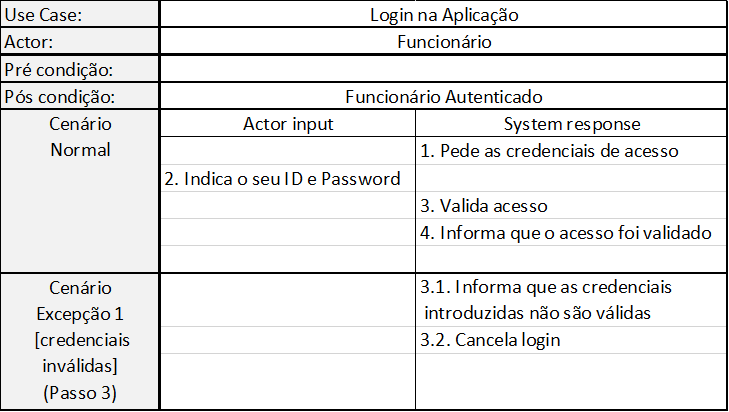 Use Case: Login na Aplicação
Actor: Funcionário
Pré condição:
Pós condição: Funcionário Autenticado
Cenário Normal
Actor input System response
1. Pede as credenciais de acesso
2. Indica o seu ID e Password
3. Valida acesso
4. Informa que o acesso foi validado
Cenário
Excepção 1
[credenciais
inválidas]
(Passo 3)
3.1. Informa que as credenciais
introduzidas não são válidas
3.2. Cancela login